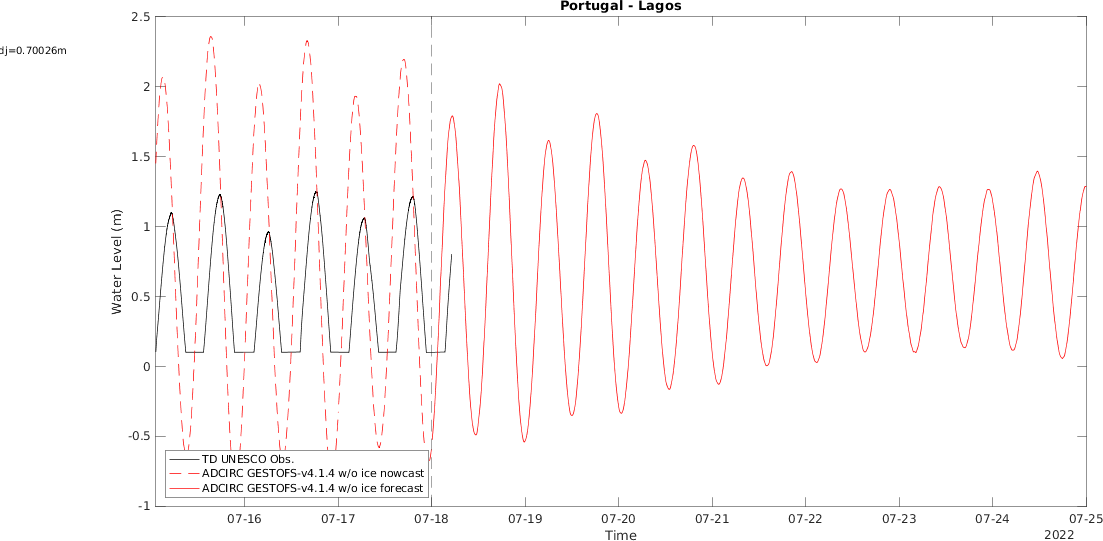 Portugal - Lagos
dj=0.70026m
2.5
2
1.5
1
0.5
0
-0.5
-1
Water Level (m)
TD UNESCO Obs.
ADCIRC GESTOFS-v4.1.4 w/o ice nowcast
ADCIRC GESTOFS-v4.1.4 w/o ice forecast
07-16 07-17 07-18 07-19 07-20 07-21 07-22 07-23 07-24 07-25
Time
2022